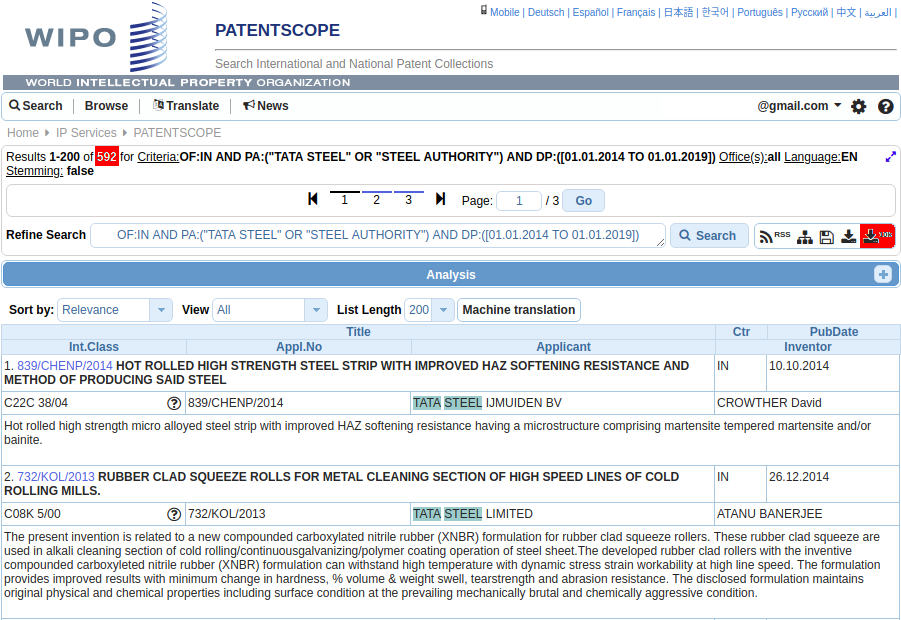 Mobile | Deutsch | Español | Français | 日本語 | 한국어 | Português | Русский | 中文 | العربية |
WIPO
PATENTSCOPE
Search International and National Patent Collections
WORLD INTELLECTUAL PROPERTY ORGANIZATION
Search | Browse | Translate | News @gmail.com
Home IP Services PATENTSCOPE
Results 1-200 of 592 for Criteria:OF:IN AND PA:("TATA STEEL" OR "STEEL AUTHORITY") AND DP:([01.01.2014 TO 01.01.2019]) Office(s):all Language:EN
Stemming: false
1 2 3 Page: 1 / 3 Go
Refine Search OF:IN AND PA:("TATA STEEL" OR "STEEL AUTHORITY") AND DP:([01.01.2014 TO 01.01.2019]) Search RSS
Analysis
Sort by: Relevance View All List Length 200 Machine translation
Title Ctr PubDate
Int.Class Appl.No Applicant Inventor
1. 839/CHENP/2014 HOT ROLLED HIGH STRENGTH STEEL STRIP WITH IMPROVED HAZ SOFTENING RESISTANCE AND IN 10.10.2014
METHOD OF PRODUCING SAID STEEL
C22C 38/04 839/CHENP/2014 TATA STEEL IJMUIDEN BV CROWTHER David
Hot rolled high strength micro alloyed steel strip with improved HAZ softening resistance having a microstructure comprising martensite tempered martensite and/or
bainite.
2. 732/KOL/2013 RUBBER CLAD SQUEEZE ROLLS FOR METAL CLEANING SECTION OF HIGH SPEED LINES OF COLD IN 26.12.2014
ROLLING MILLS.
C08K 5/00 732/KOL/2013 TATA STEEL LIMITED ATANU BANERJEE
The present invention is related to a new compounded carboxylated nitrile rubber (XNBR) formulation for rubber clad squeeze rollers. These rubber clad squeeze are
used in alkali cleaning section of cold rolling/continuousgalvanizing/polymer coating operation of steel sheet.The developed rubber clad rollers with the inventive
compounded carboxyleted nitrile rubber (XNBR) formulation can withstand high temperature with dynamic stress strain workability at high line speed. The formulation
provides improved results with minimum change in hardness, % volume & weight swell, tearstrength and abrasion resistance. The disclosed formulation maintains
original physical and chemical properties including surface condition at the prevailing mechanically brutal and chemically aggressive condition.